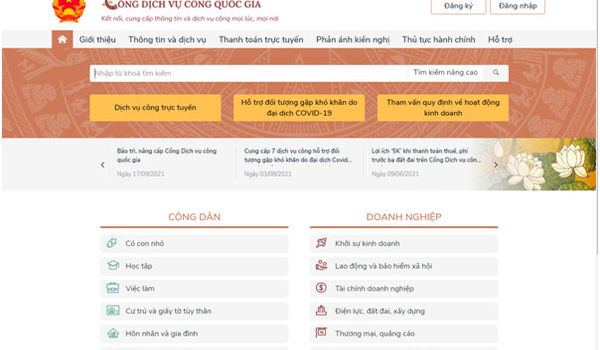 CỔNG DỊCH VỤ CÔNG QUỐC GIA
Kết nối, cung cấp thông tin và dịch vụ công mọi lúc, mọi nơi
Đăng ký
Đăng nhập
Giới thiệu
Thông tin và dịch vụ
Thanh toán trực tuyến
Phản ánh kiến nghị
Thủ tục hành chính
Hỗ trợ
Nhập từ khoá tìm kiếm
Tìm kiếm nâng cao
Dịch vụ công trực tuyến
Hỗ trợ đối tượng gặp khó khăn do
đại dịch COVID-19
Tham vấn quy định về hoạt động
kinh doanh
Bảo trì, nâng cấp Cổng Dịch vụ công
quốc gia
Ngày 17/09/2021
Cung cấp 7 dịch vụ công hỗ trợ đối
tượng gặp khó khăn do đại dịch Covid...
Ngày 03/08/2021
Lợi ích '5K' khi thanh toán thuế, phí
trước bạ đất đai trên Cổng Dịch vụ côn...
Ngày 09/06/2021
CÔNG DÂN
Có con nhỏ
Học tập
Việc làm
Cư trú và giấy tờ tùy thân
Hôn nhân và gia đình
DOANH NGHIỆP
Khởi sự kinh doanh
Lao động và bảo hiểm xã hội
Tài chính doanh nghiệp
Điện lực, đất đai, xây dựng
Thương mại, quảng cáo